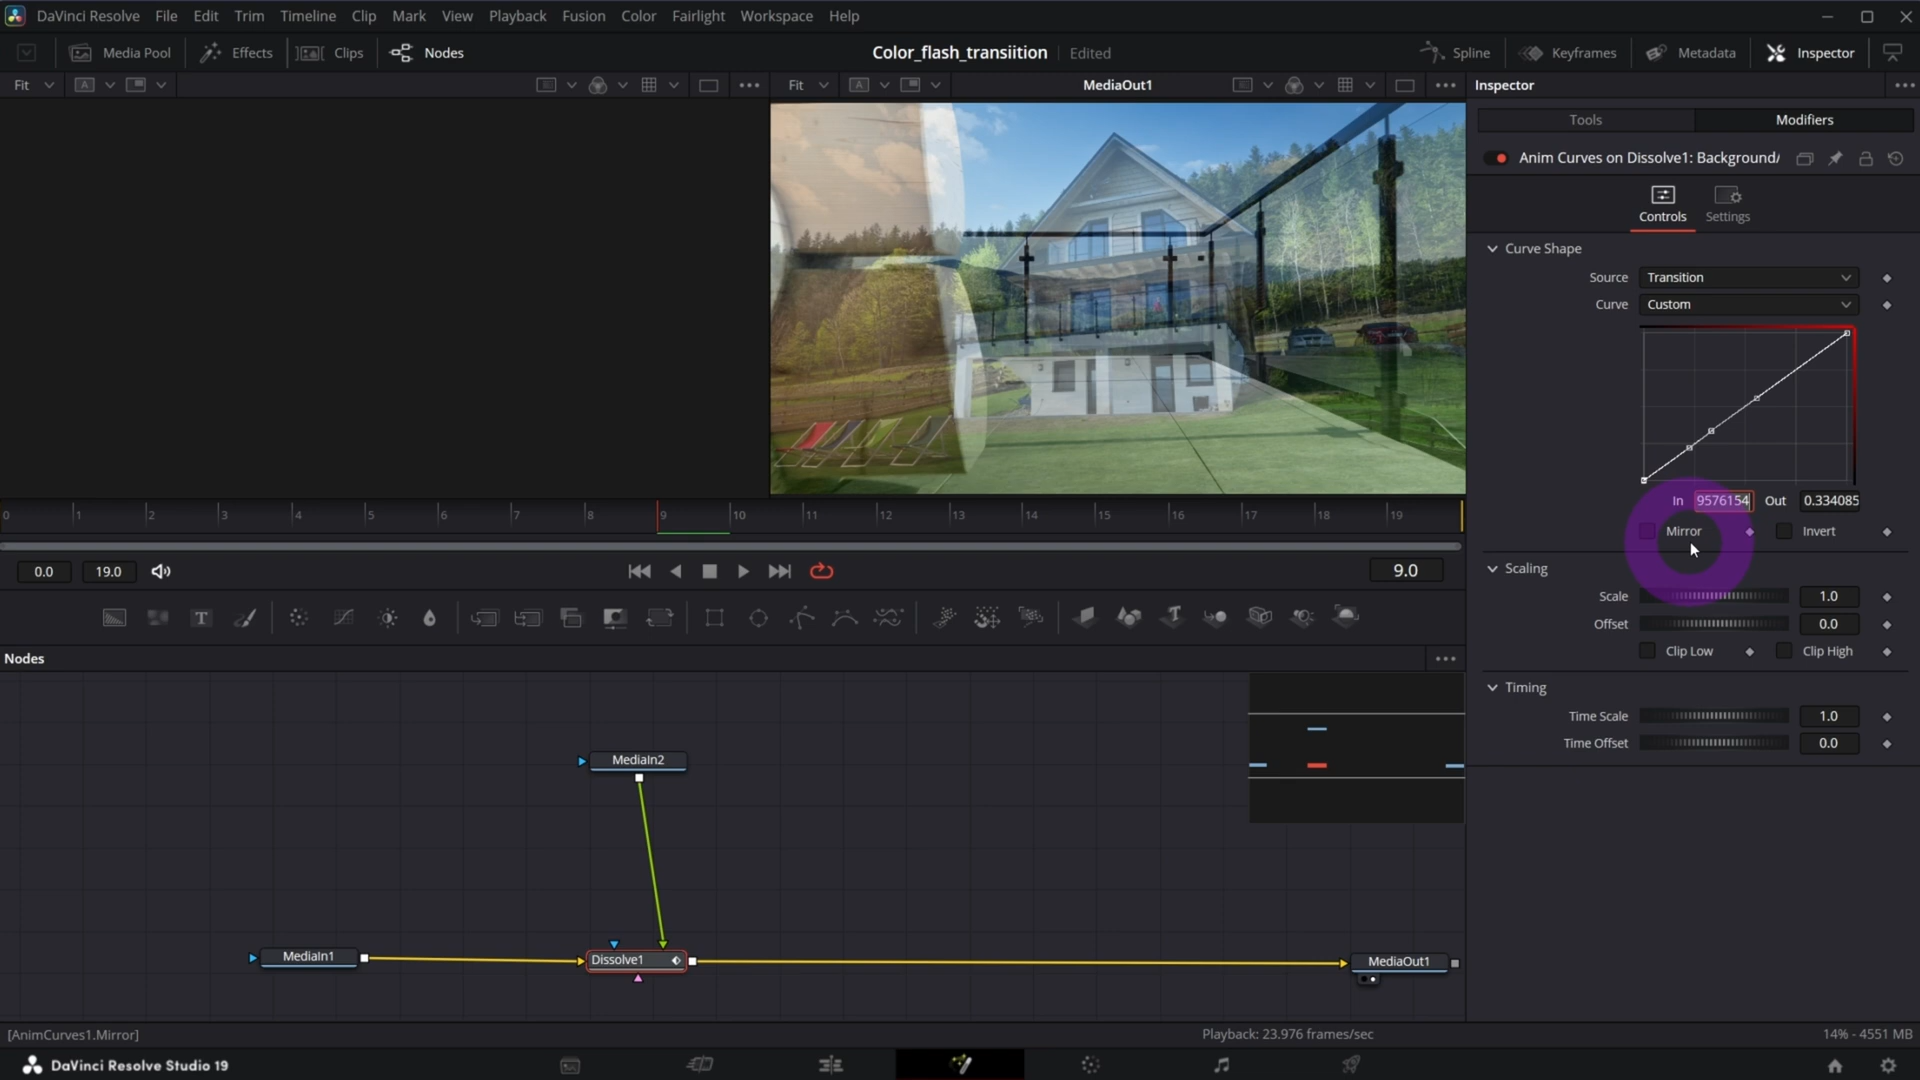 DaVinci Resolve File Edit Trim Timeline Clip Mark View Playback Fusion Color Fairlight Workspace Help
Media Pool Effects Clips Nodes Color_flash_transiition Edited Spline Keyframes Metadata Inspector
Fit A Fit A MediaOut1 Inspector
Tools Modifiers
Anim Curves on Dissolve1: Background/
Controls Settings
Curve Shape
Source Transition
Curve Custom
In 9576154 Out 0.334085
Mirror Invert
Scaling
Scale 1.0
Offset 0.0
Clip Low Clip High
Timing
Time Scale 1.0
Time Offset 0.0
0 1 2 3 4 5 6 7 8 9 10 11 12 13 14 15 16 17 18 19
0.0 19.0 9.0
T T
Nodes
MediaIn2
MediaIn1 Dissolve1 MediaOut1
[AnimCurves1.Mirror] Playback: 23.976 frames/sec 14% - 4551 MB
DaVinci Resolve Studio 19